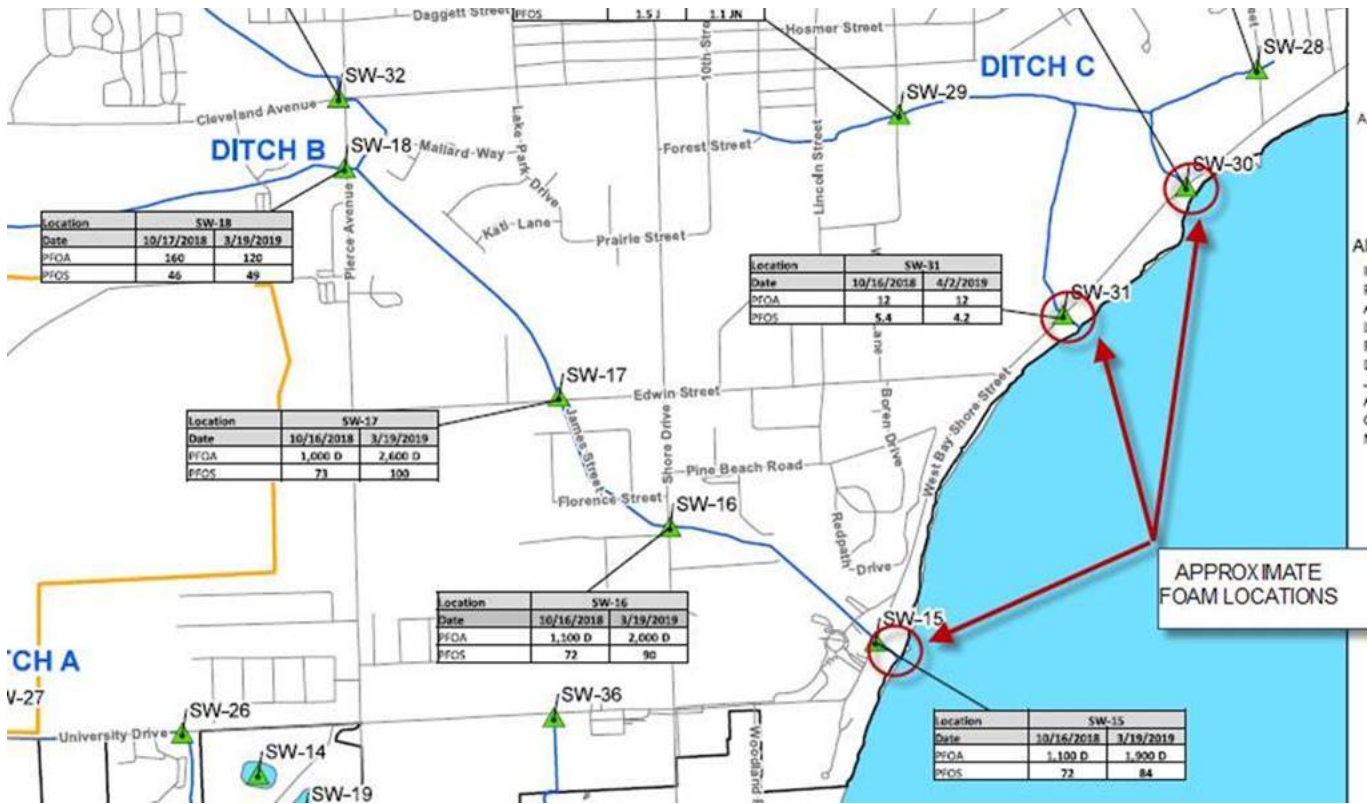 Daggett Street
PFOS 1.5 J 1.1 JN
10th Stre
Hosmer Street
SW-28
DITCH C
SW-32
SW-29
Cleveland Avenue
DITCH B
SW-18
Mallard-Way
Lake-Park-Drive
Forest Street
Lincoln Street
SW-30
Location SW-18
Date 10/17/2018 3/19/2019
PFOA 160 120
PFOS 46 49
Pierce Avenue
Kati-Lane
Prairie Street
Location SW-31
Date 10/16/2018 4/2/2019
PFOA 12 12
PFOS 5.4 4.2
SW-31
Lane
SW-17
Edwin Street
Boren Drive
West Bay Shore Street
Location SW-17
Date 10/16/2018 3/19/2019
PFOA 1,000 D 2,600 D
PFOS 73 100
James Street
Shore Drive
Pine Beach Road
Florence Street
SW-16
Redpath Drive
APPROXIMATE
FOAM LOCATIONS
Location SW-16
Date 10/16/2018 3/19/2019
PFOA 1,100 D 2,000 D
PFOS 72 90
SW-15
TCH A
W-27
SW-26
University Drive
SW-36
SW-14
SW-19
Woodland
Location SW-15
Date 10/16/2018 3/19/2019
PFOA 1,100 D 1,900 D
PFOS 72 84